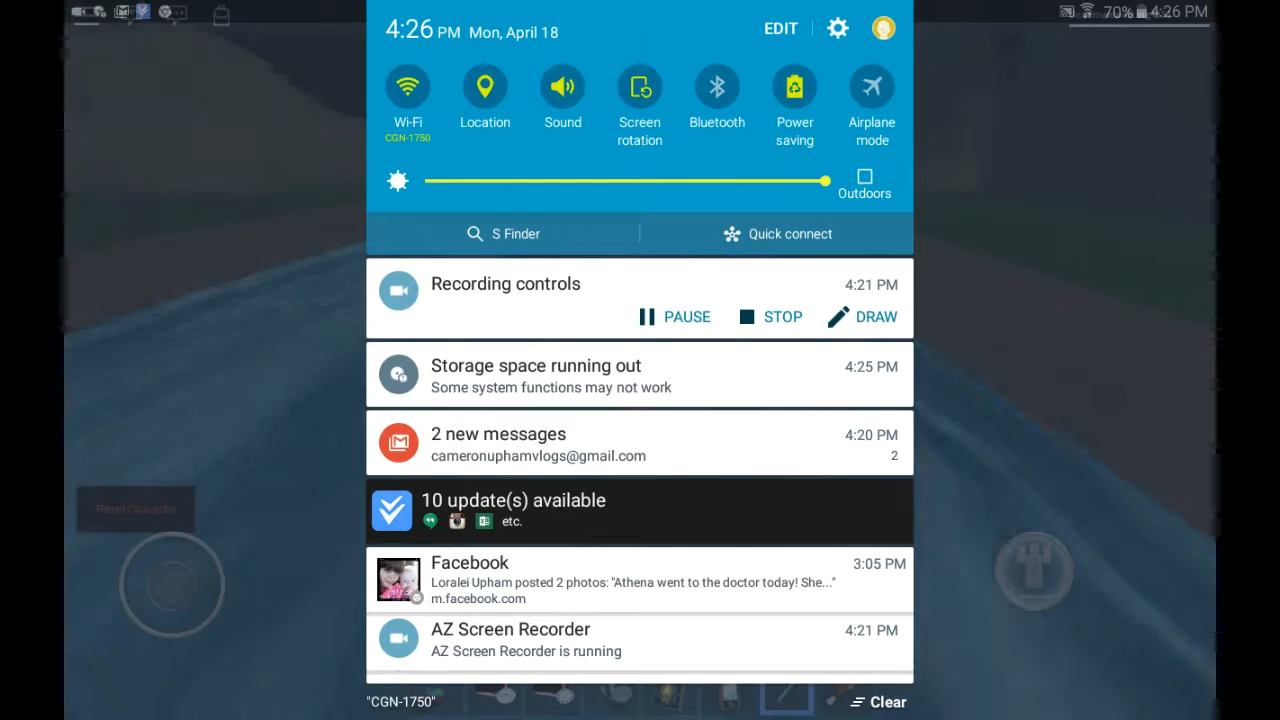 70% 4:26 PM
4:26 PM Mon, April 18
EDIT
Wi-Fi
CGN-1750
Location
Sound
Screen rotation
Bluetooth
Power saving
Airplane mode
Outdoors
S Finder
Quick connect
Recording controls 4:21 PM
PAUSE STOP DRAW
Storage space running out 4:25 PM
Some system functions may not work
2 new messages 4:20 PM
cameronuphamvlogs@gmail.com 2
10 update(s) available
etc.
Facebook 3:05 PM
Loralei Upham posted 2 photos: "Athena went to the doctor today! She..."
m.facebook.com
AZ Screen Recorder 4:21 PM
AZ Screen Recorder is running
"CGN-1750" Clear